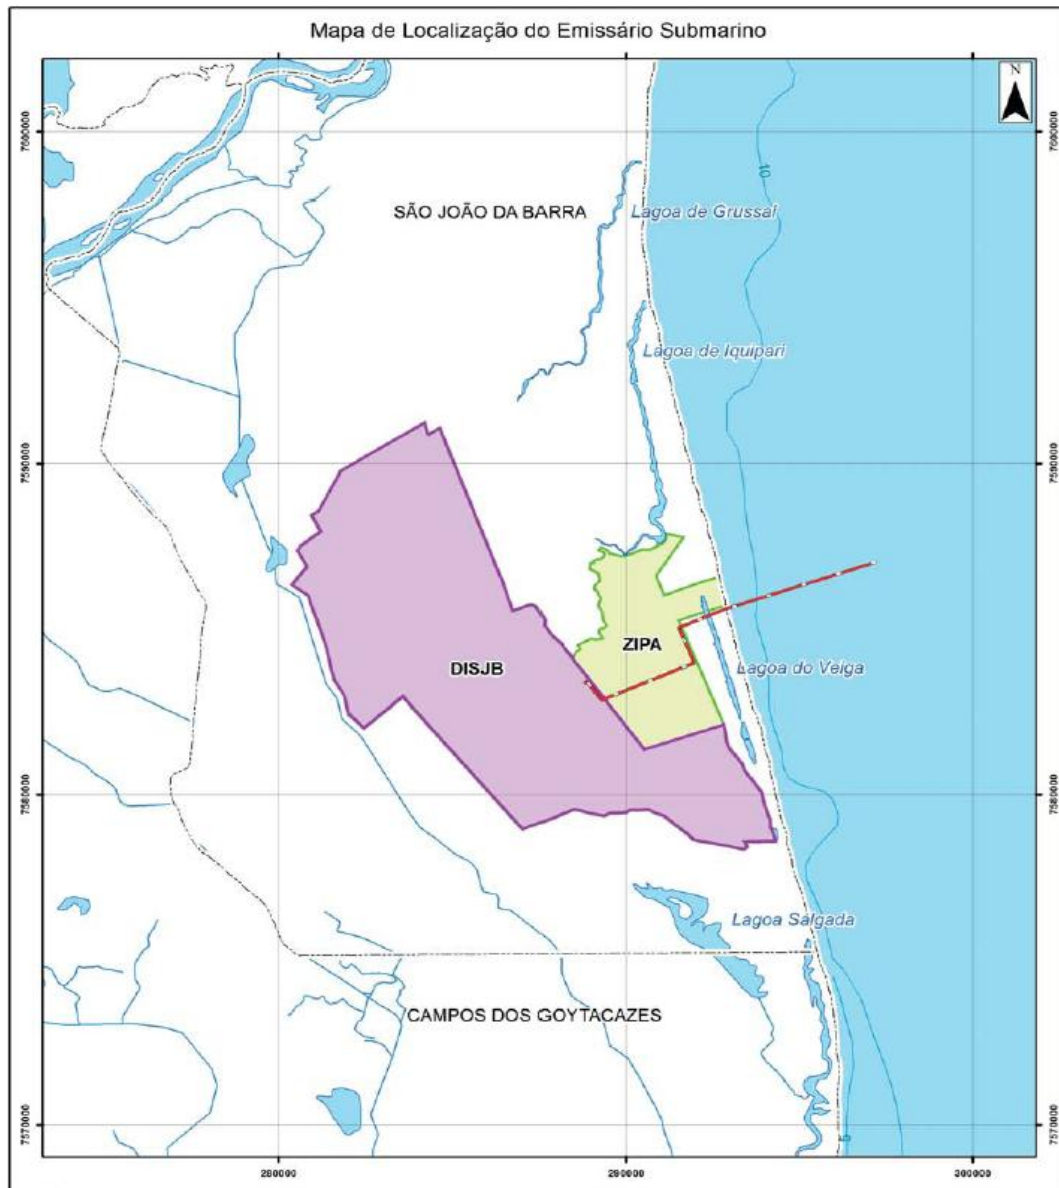 Mapa de Localização do Emissário Submarino
N
7600000
7600000
10
SÃO JOÃO DA BARRA
Lagoa de Grussaí
Lagoa de Iquipari
7590000
7590000
ZIPA
DISJB
Lagoa do Veiga
7580000
7580000
Lagoa Salgada
CAMPOS DOS GOYTACAZES
7570000
7570000
5
280000
290000
300000